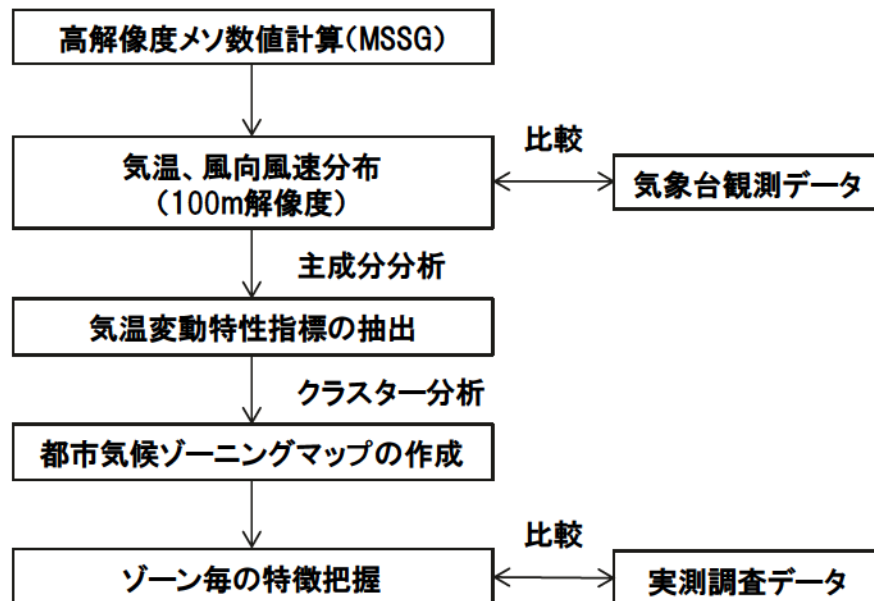 高解像度メソ数値計算(MSSG)
気温、風向風速分布
(100m解像度)
比較
気象台観測データ
主成分分析
気温変動特性指標の抽出
クラスター分析
都市気候ゾーニングマップの作成
ゾーン毎の特徴把握
比較
実測調査データ